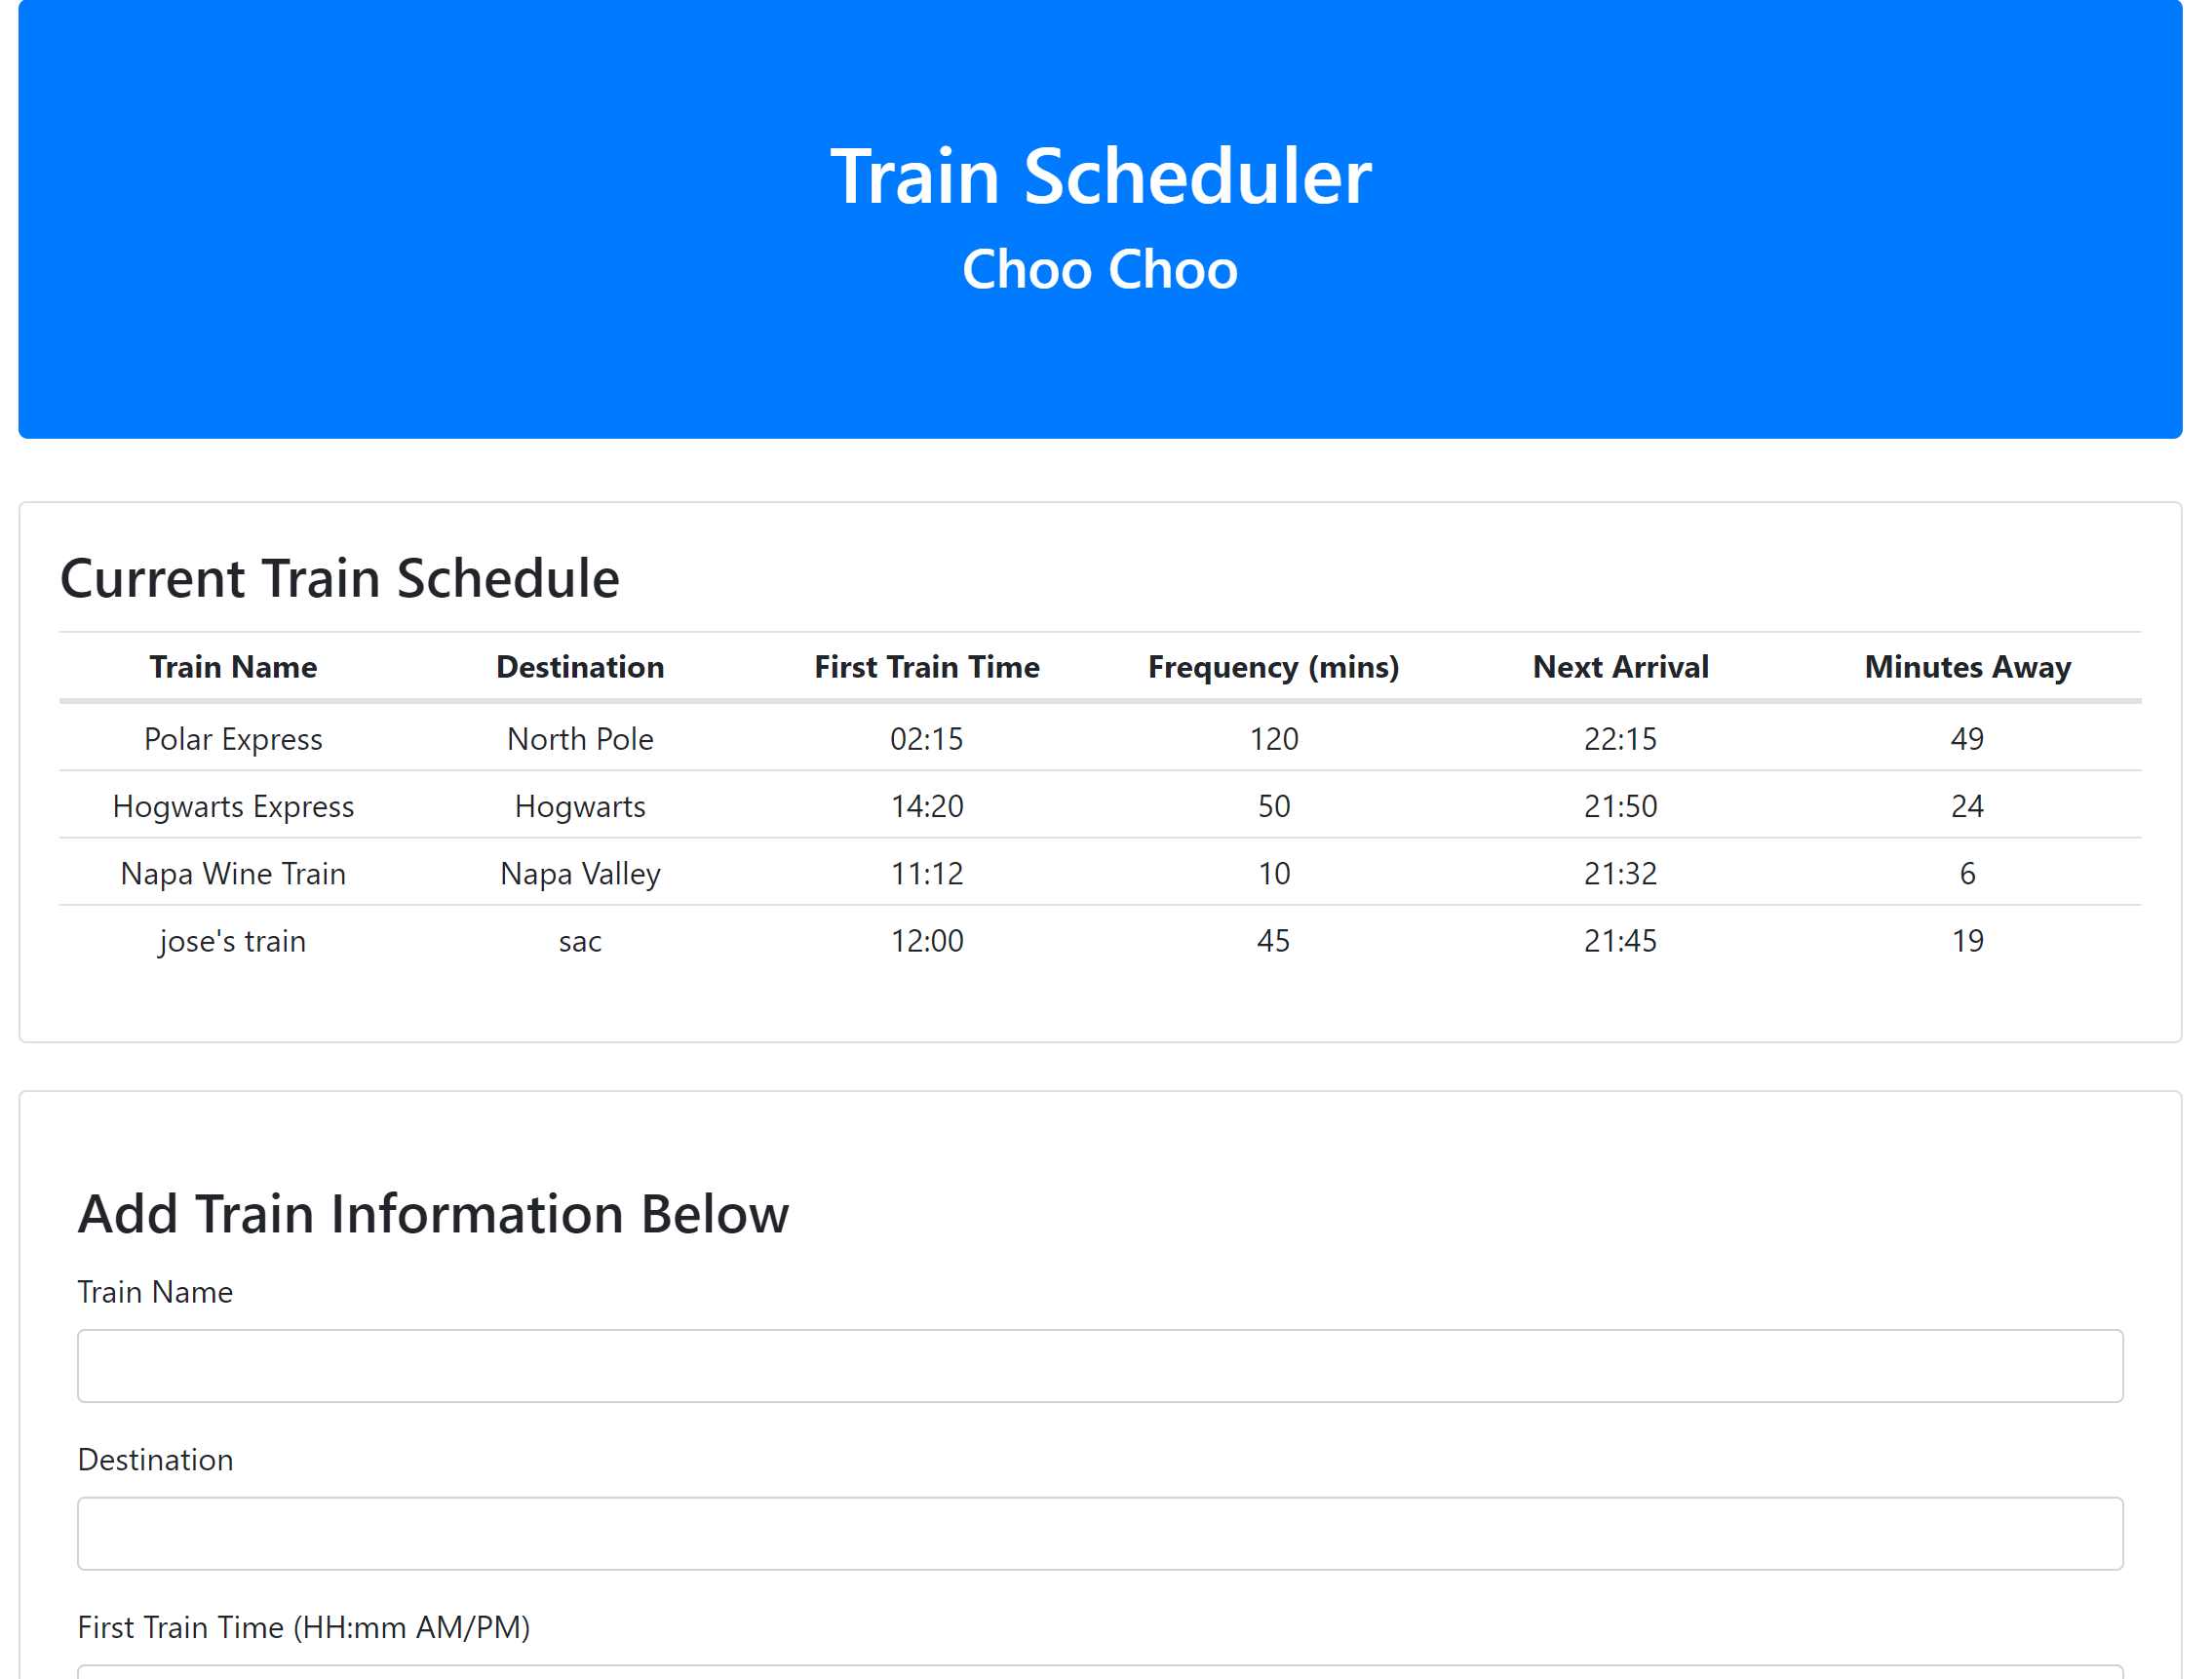 Train Scheduler
Choo Choo
Current Train Schedule
Train Name Destination First Train Time Frequency (mins) Next Arrival Minutes Away
Polar Express North Pole 02:15 120 22:15 49
Hogwarts Express Hogwarts 14:20 50 21:50 24
Napa Wine Train Napa Valley 11:12 10 21:32 6
jose's train sac 12:00 45 21:45 19
Add Train Information Below
Train Name
Destination
First Train Time (HH:mm AM/PM)